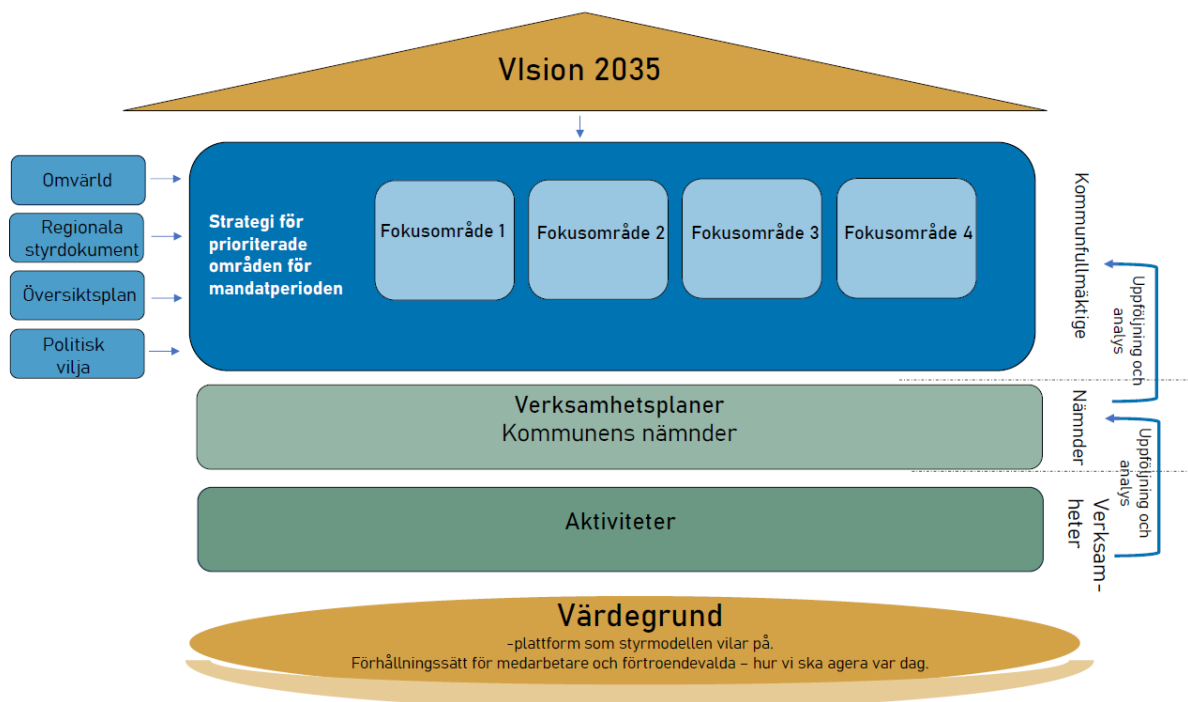 VIsion 2035
Omvärld
Regionala
styrdokument
Översiktsplan
Politisk
vilja
Strategi för
prioriterade
områden för
mandatperioden
Fokusområde 1
Fokusområde 2
Fokusområde 3
Fokusområde 4
Kommunfullmäktige
Uppföljning och
analys
Verksamhetsplaner
Kommunens nämnder
Nämnder
Uppföljning och
analys
Aktiviteter
Verksam-
heter
Värdegrund
-plattform som styrmodellen vilar på.
Förhållningssätt för medarbetare och förtroendevalda – hur vi ska agera var dag.